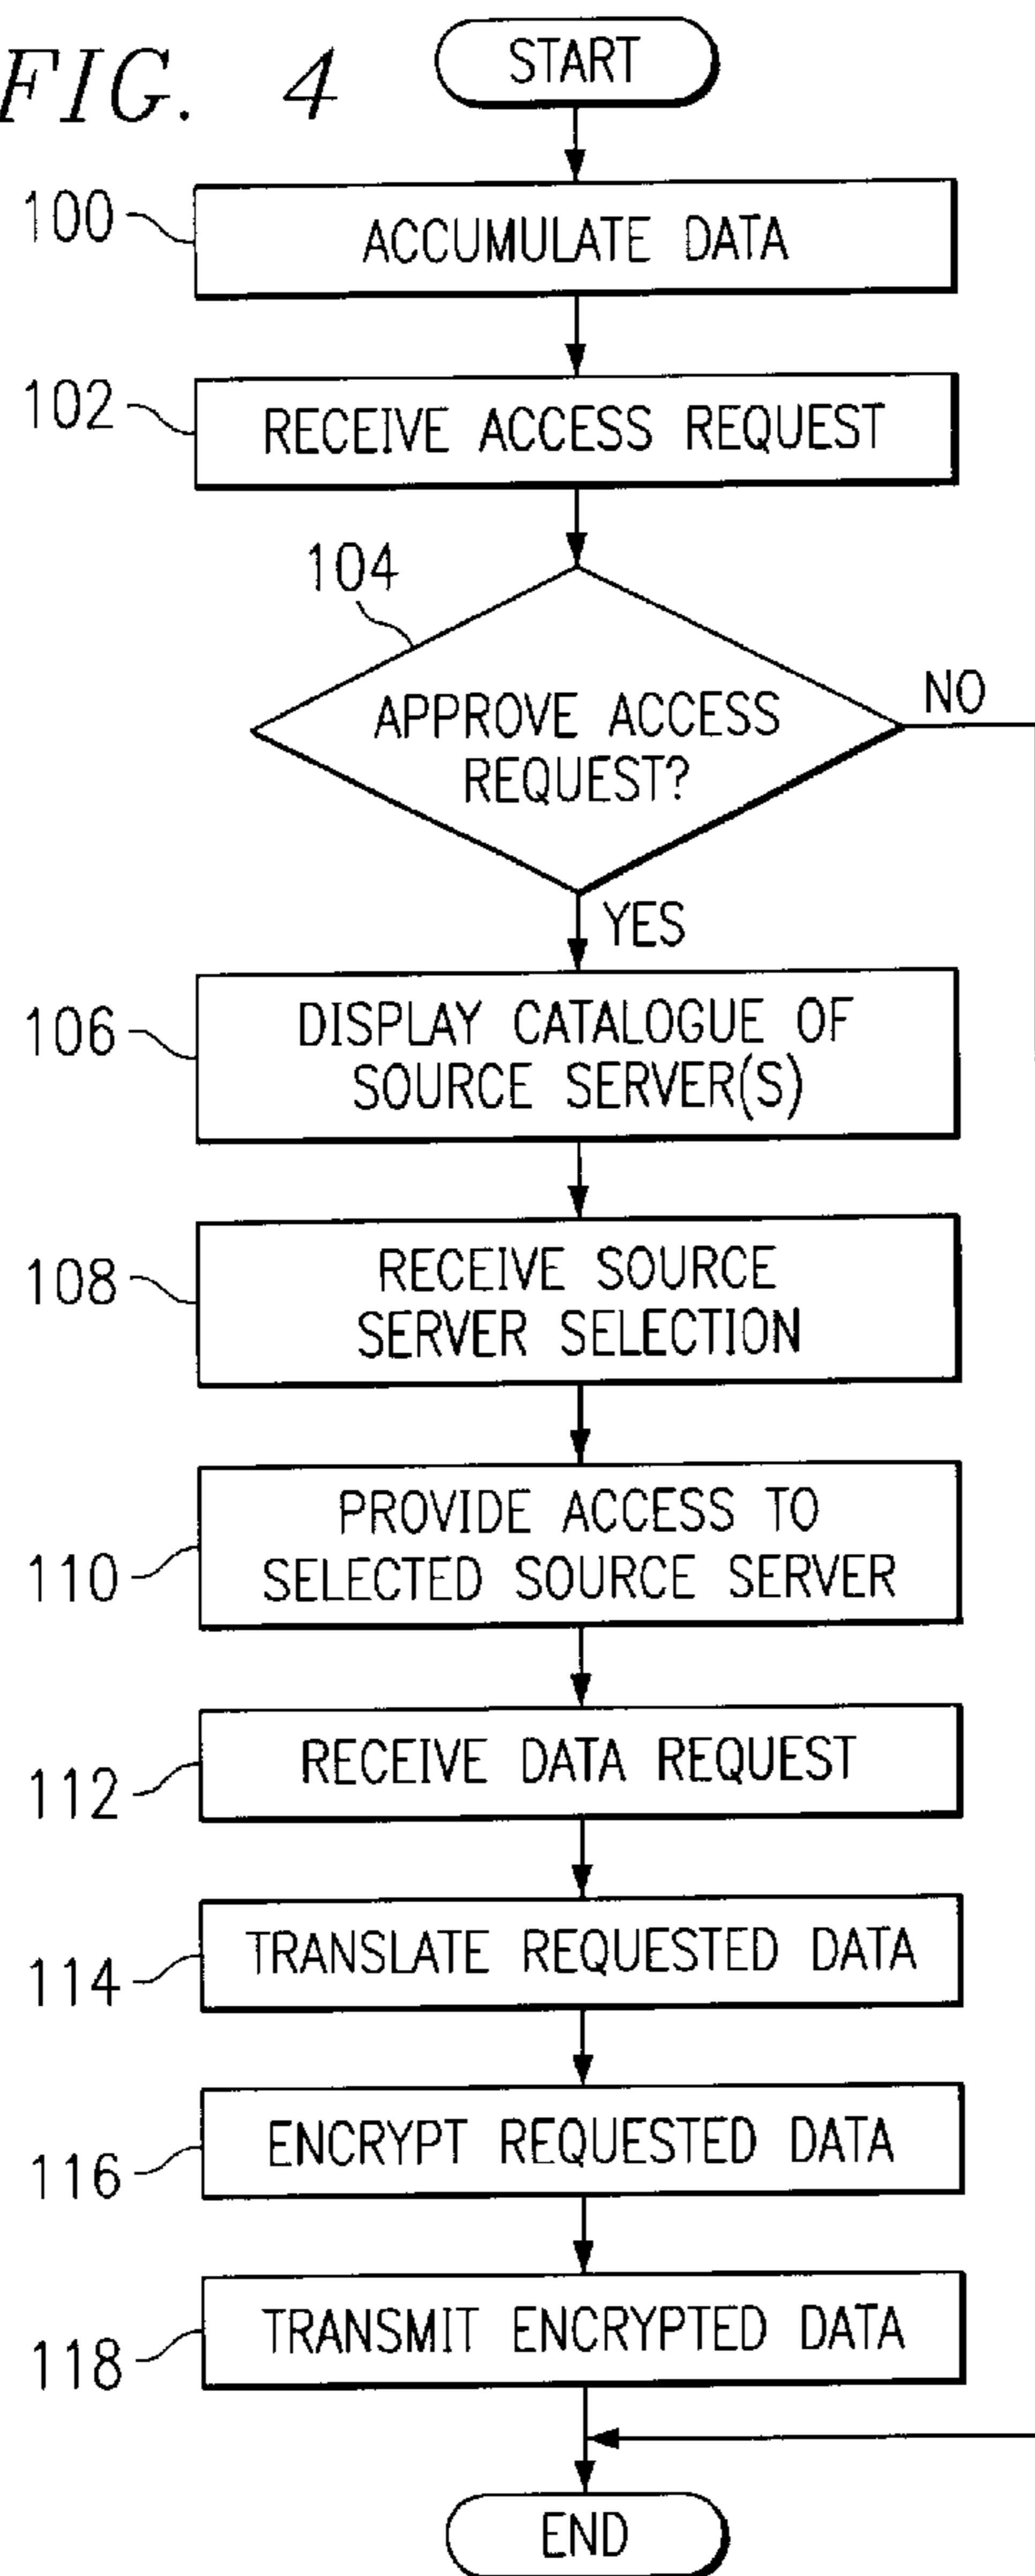 FIG. 4
START
100
ACCUMULATE DATA
102
RECEIVE ACCESS REQUEST
104
APPROVE ACCESS
REQUEST?
NO
YES
106
DISPLAY CATALOGUE OF
SOURCE SERVER(S)
108
RECEIVE SOURCE
SERVER SELECTION
110
PROVIDE ACCESS TO
SELECTED SOURCE SERVER
112
RECEIVE DATA REQUEST
114
TRANSLATE REQUESTED DATA
116
ENCRYPT REQUESTED DATA
118
TRANSMIT ENCRYPTED DATA
END